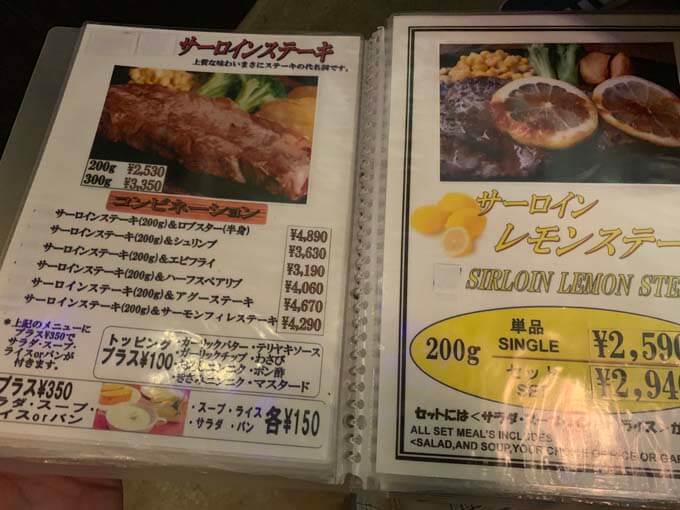 サーロインステーキ
上質な味わいまさにステーキの代名詞です。
200g ¥2,530
300g ¥3,350
コンビネーション
サーロインステーキ(200g)&ロブスター(半身) ¥4,890
サーロインステーキ(200g)&シュリンプ ¥3,630
サーロインステーキ(200g)&エビフライ ¥3,190
サーロインステーキ(200g)&ハーフスペアリブ ¥4,060
サーロインステーキ(200g)&アグーステーキ ¥4,670
サーロインステーキ(200g)&サーモンフィレステーキ ¥4,290
*上記のメニューに
プラス¥350で
サラダ・スープ・
ライスorパンが
付きます。
トッピング
プラス¥100
・ガーリックバター・テリヤキソース
・ガーリックチップ・わさび
ニンニク・ポン酢
ニンニク・マスタード
プラス¥350
ラダ・スープ・
イスorパン
・スープ・ライス
・サラダ・パン
各¥150
サーロイン
レモンステー
SIRLOIN LEMON STE
200g
単品
SINGLE ¥2,590
セット
SET ¥2,94
セットには<サラダ・ ライス>が
ALL SET MEAL'S INCLUDES
<SALAD,AND SOUP,YOUR OR GAR